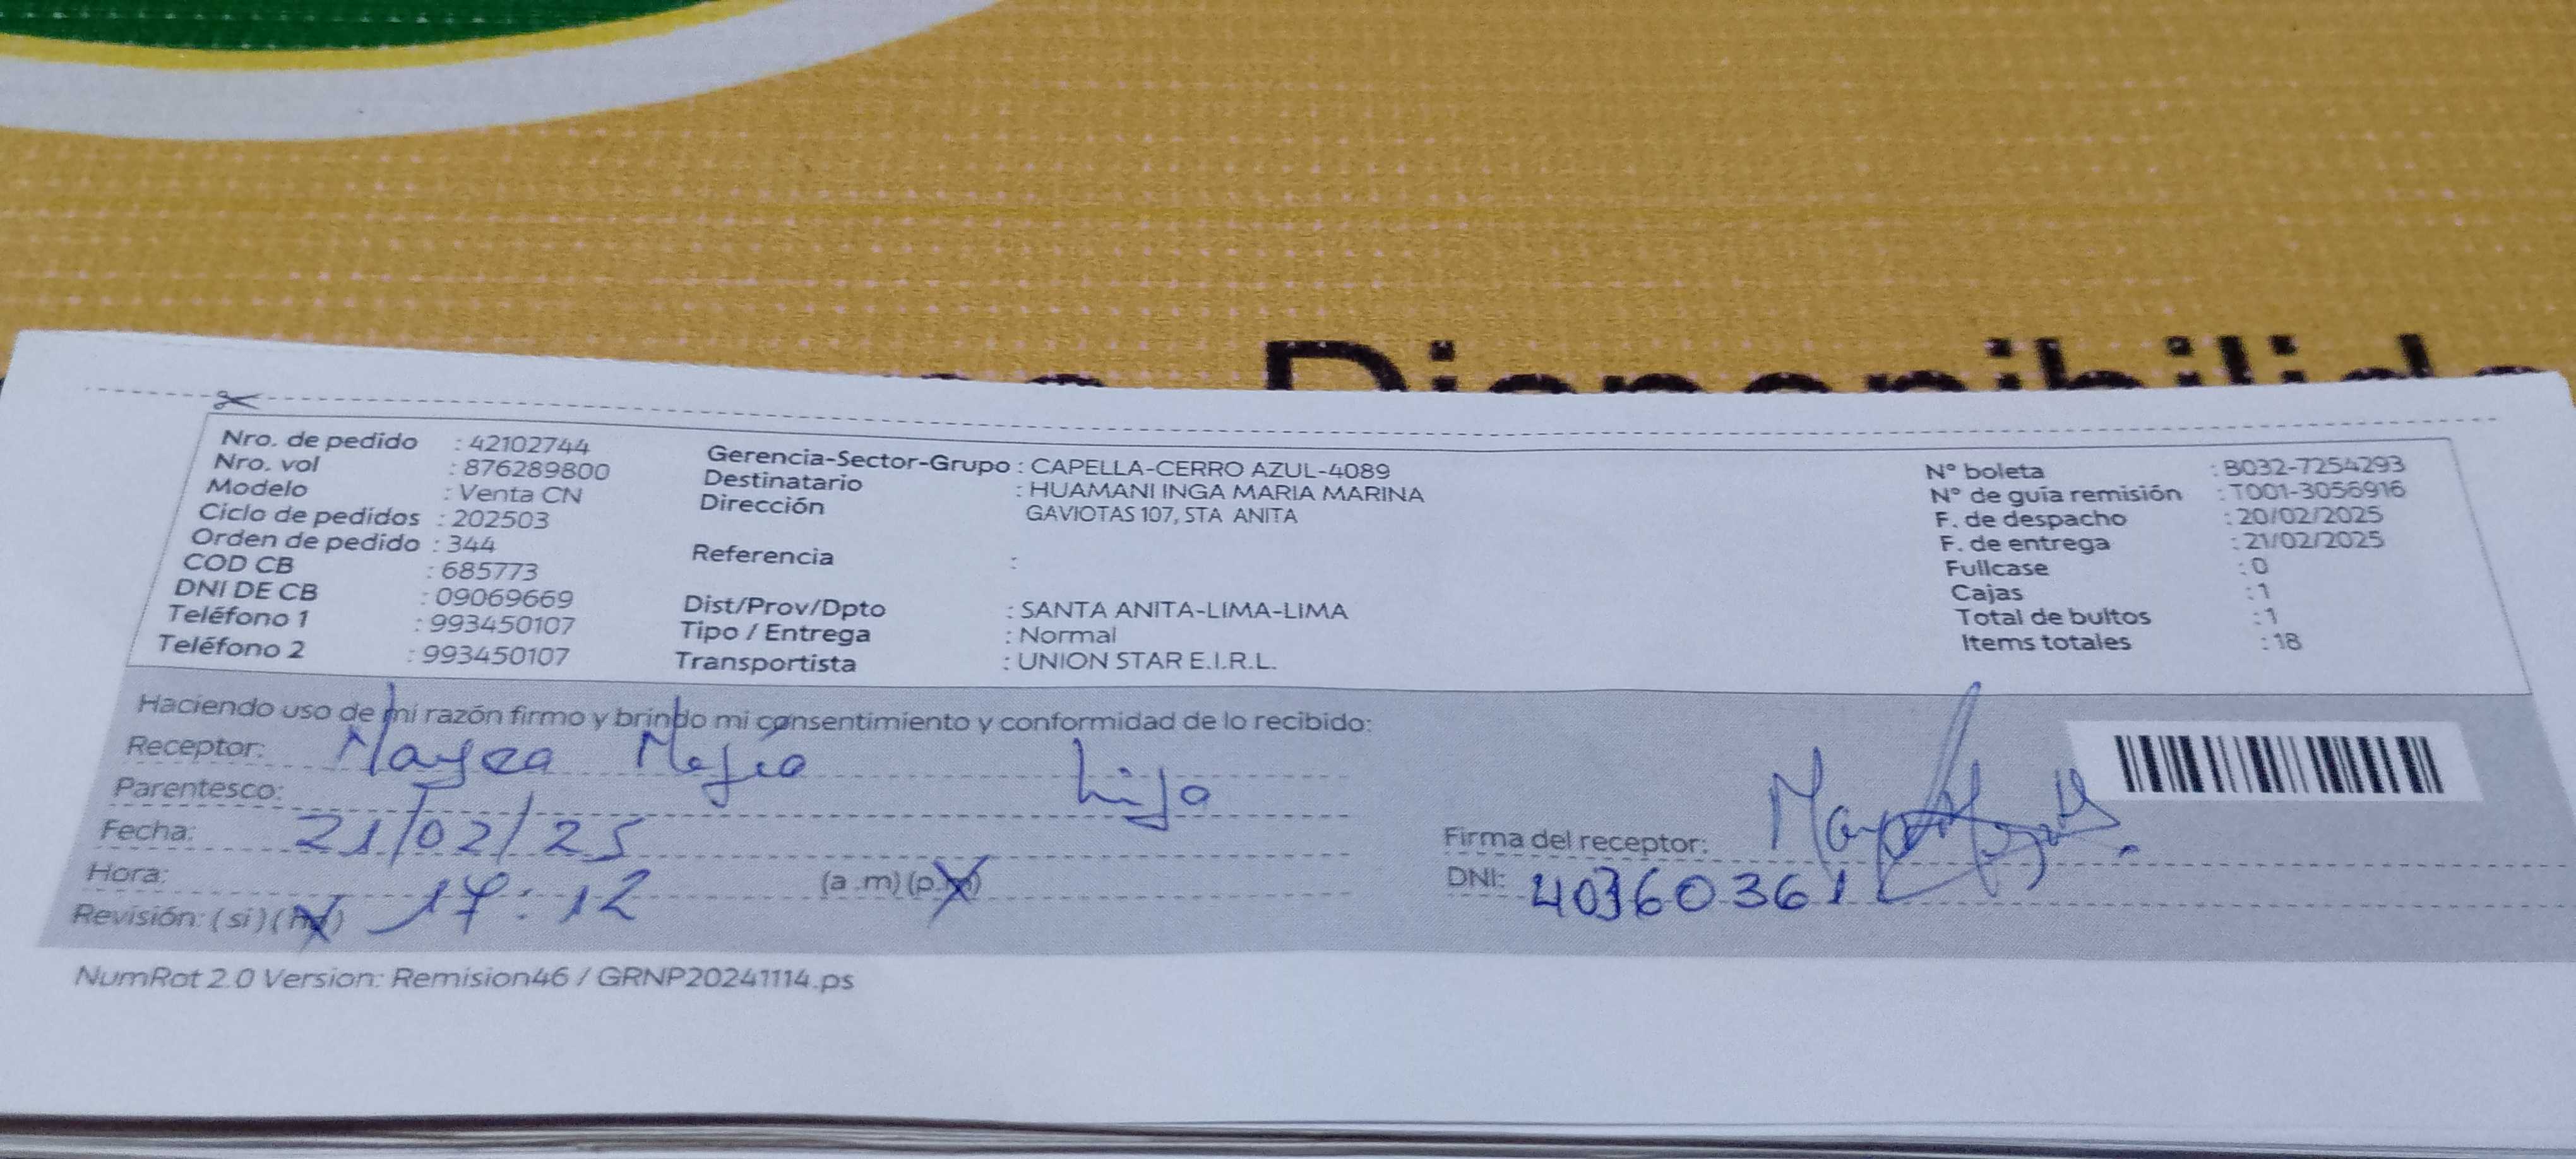 Disponibilida
Nro. de pedido : 42102744
Nro. vol : 876289800
Modelo : Venta CN
Ciclo de pedidos : 202503
Orden de pedido : 344
COD CB : 685773
DNI DE CB : 09069669
Teléfono 1 : 993450107
Teléfono 2 : 993450107
Gerencia-Sector-Grupo : CAPELLA-CERRO AZUL-4089
Destinatario : HUAMANI INGA MARIA MARINA
Dirección GAVIOTAS 107, STA ANITA
Referencia :
Dist/Prov/Dpto : SANTA ANITA-LIMA-LIMA
Tipo / Entrega : Normal
Transportista : UNION STAR E.I.R.L.
N° boleta : B032-7254293
N° de guía remisión : T001-3056916
F. de despacho : 20/02/2025
F. de entrega : 21/02/2025
Fullcase : 0
Cajas : 1
Total de bultos : 1
Items totales : 18
Haciendo uso de mi razón firmo y brindo mi consentimiento y conformidad de lo recibido:
Receptor: Mejia
Parentesco: hija
Fecha: 21/02/25
Hora: 17:12 (a .m) (p.m)
Revisión: (si) (no)
Firma del receptor:
DNI: 40360361
NumRot 2.0 Version: Remision46 / GRNP20241114.ps